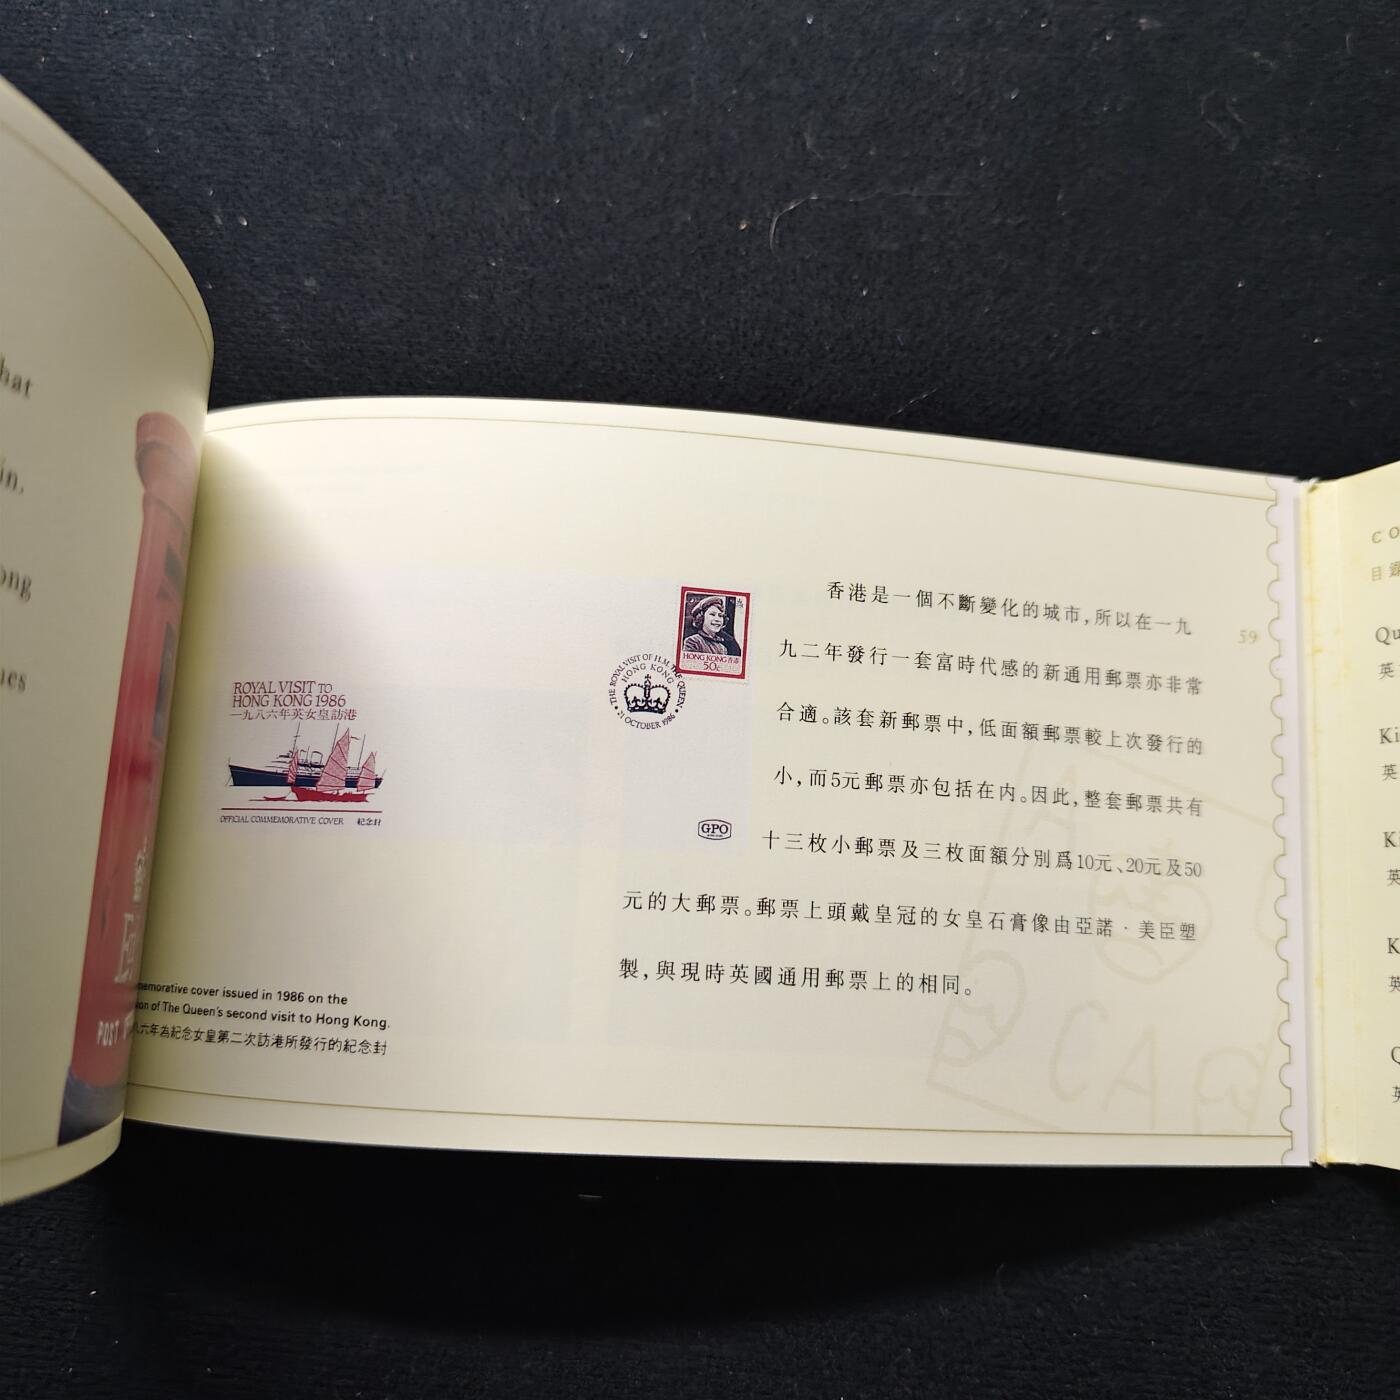 ong
ROYAL VISIT TO
HONG KONG 1986
一九八六年英女皇訪港
OFFICIAL COMMEMORATIVE COVER 紀念封
THE ROYAL VISIT OF H.M. THE QUEEN
HONG KONG
21 OCTOBER 1986
HONG KONG 香港
50c
GPO
emorative cover issued in 1986 on the
ion of The Queen's second visit to Hong Kong.
八六年為紀念女皇第二次訪港所發行的紀念封
POST
香港是一個不斷變化的城市，所以在一九
九二年發行一套富時代感的新通用郵票亦非常
合適。該套新郵票中，低面額郵票較上次發行的
小，而5元郵票亦包括在內。因此，整套郵票共有
十三枚小郵票及三枚面額分別爲10元、20元及50
元的大郵票。郵票上頭戴皇冠的女皇石膏像由亞諾·美臣塑
製，與現時英國通用郵票上的相同。
59
CO
目錄
Qu
英
Ki
英
Ki
英
K
英
Q
英